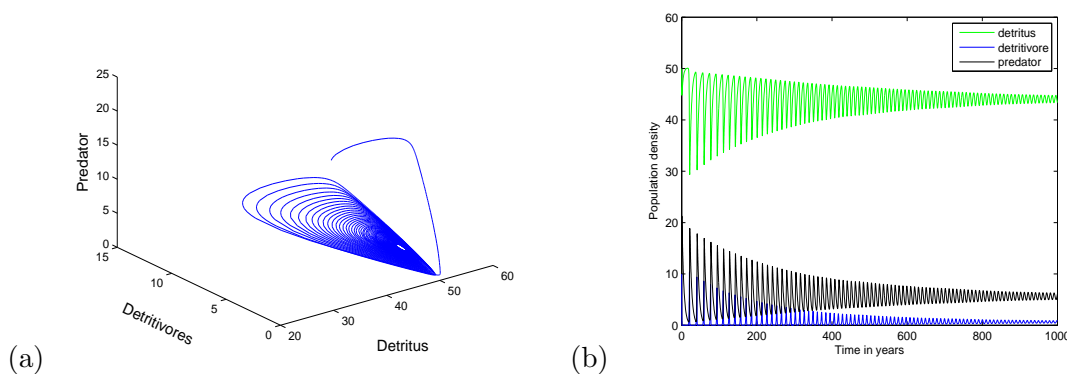 25
20
15
10
5
0
Predator
15
10
5
0
Detritivores
20
30
40
50
60
Detritus
(a)
60
50
40
30
20
10
0
Population density
0
200
400
600
800
1000
Time in years
detritus
detritivore
predator
(b)